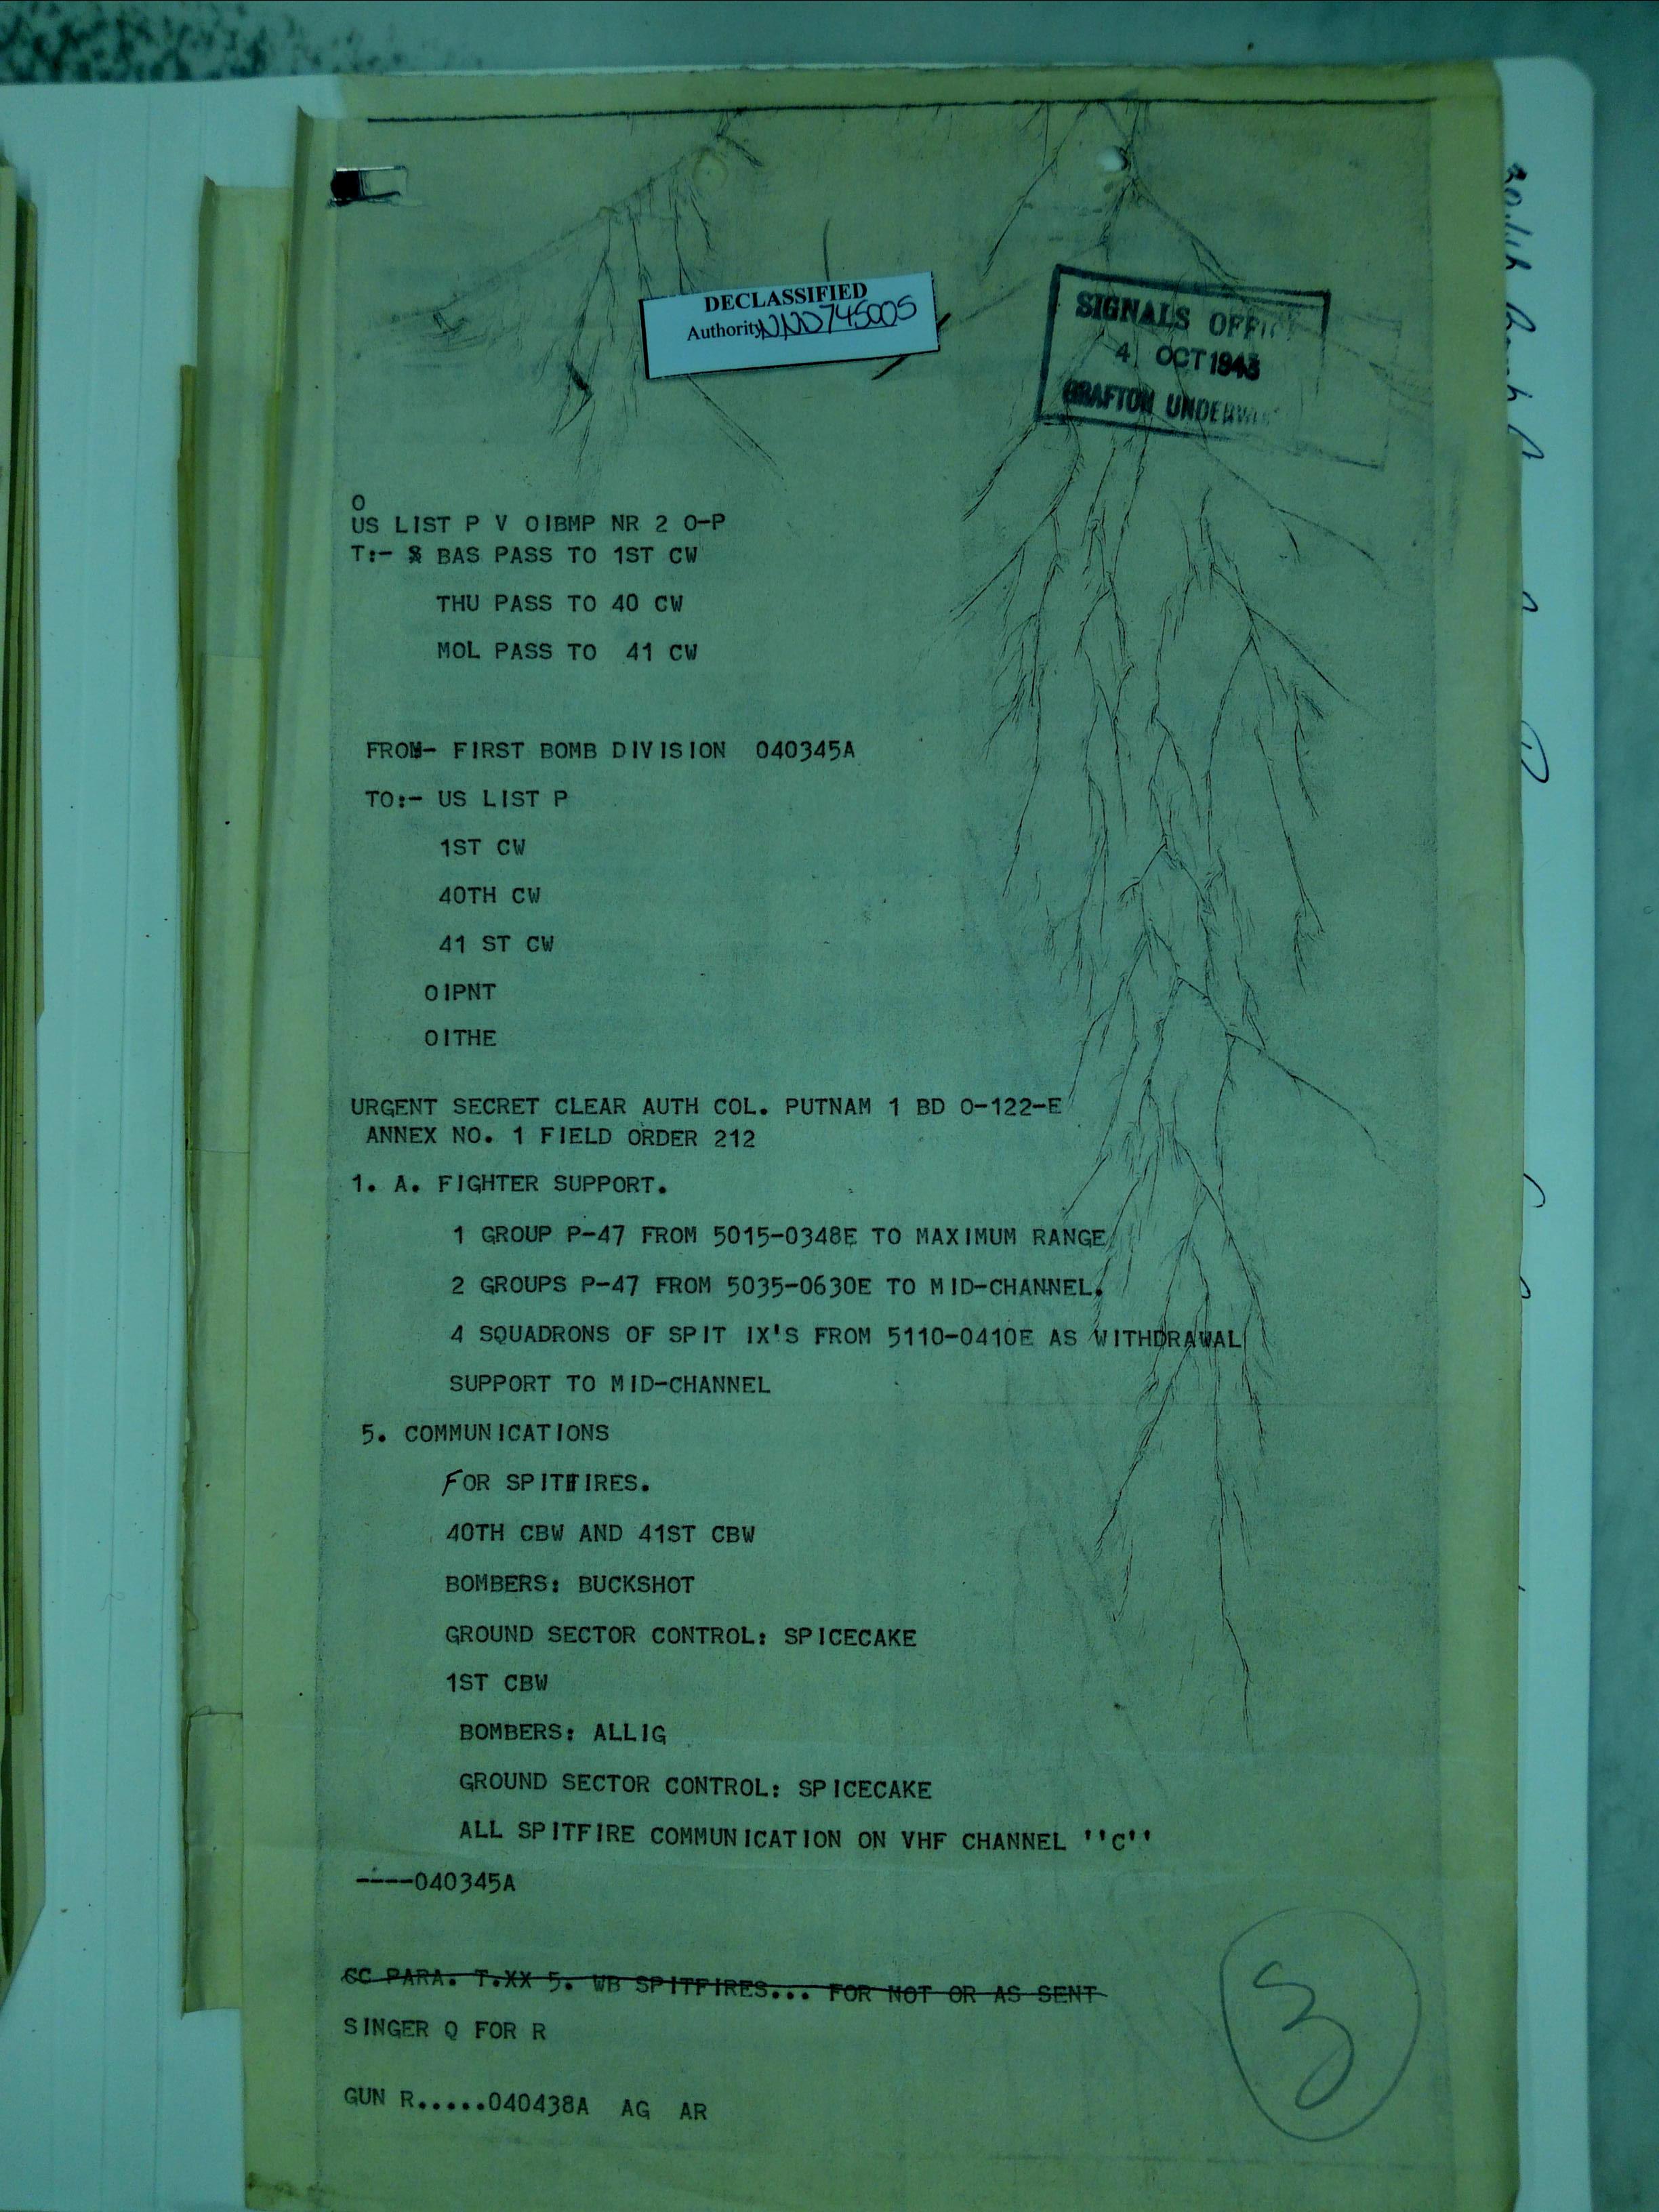 DECLASSIFIED
Authority NND745005
SIGNALS
4 OCT 1943
GRAFTON
O
US LIST P V OIBMP NR 2 O-P
T:- BAS PASS TO 1ST CW
THU PASS TO 40 CW
MOL PASS TO 41 CW
FROM- FIRST BOMB DIVISION 040345A
TO:- US LIST P
1ST CW
40TH CW
41 ST CW
OIPNT
OITHE
URGENT SECRET CLEAR AUTH COL. PUTNAM 1 BD O-122-E
ANNEX NO. 1 FIELD ORDER 212
1. A. FIGHTER SUPPORT.
1 GROUP P-47 FROM 5015-0348E TO MAXIMUM RANGE
2 GROUPS P-47 FROM 5035-0630E TO MID-CHANNEL.
4 SQUADRONS OF SPIT IX'S FROM 5110-0410E AS WITHDRAWAL
SUPPORT TO MID-CHANNEL
5. COMMUNICATIONS
FOR SPITFIRES.
40TH CBW AND 41ST CBW
BOMBERS: BUCKSHOT
GROUND SECTOR CONTROL: SPICECAKE
1ST CBW
BOMBERS: ALLIG
GROUND SECTOR CONTROL: SPICECAKE
ALL SPITFIRE COMMUNICATION ON VHF CHANNEL ''C''
----040345A
CC PARA. T.XX 5. WB SPITFIRES... FOR NOT OR AS SENT
SINGER Q FOR R
GUN R.....040438A AG AR
3